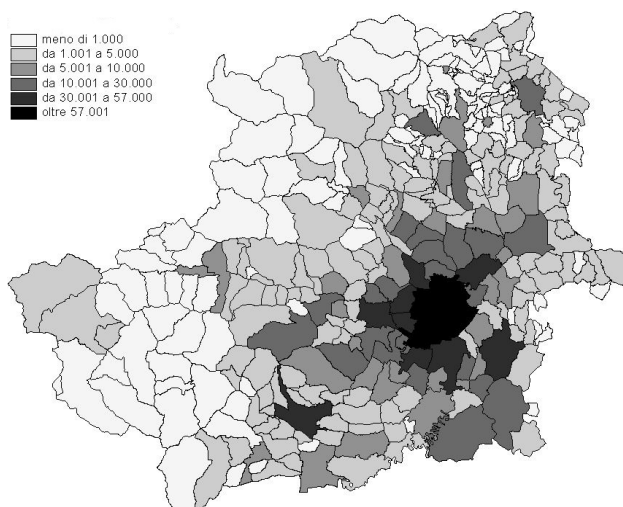 meno di 1.000
da 1.001 a 5.000
da 5.001 a 10.000
da 10.001 a 30.000
da 30.001 a 57.000
oltre 57.001